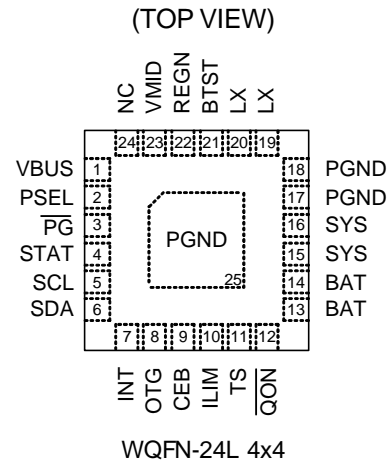 (TOP VIEW)
NC VMID REGN BTST LX LX
24 23 22 21 20 19
VBUS 1 18 PGND
PSEL 2 17 PGND
PG 3 16 SYS
STAT 4 15 SYS
SCL 5 14 BAT
SDA 6 13 BAT
PGND
25
7 8 9 10 11 12
INT OTG CEB ILIM TS QON
WQFN-24L 4x4